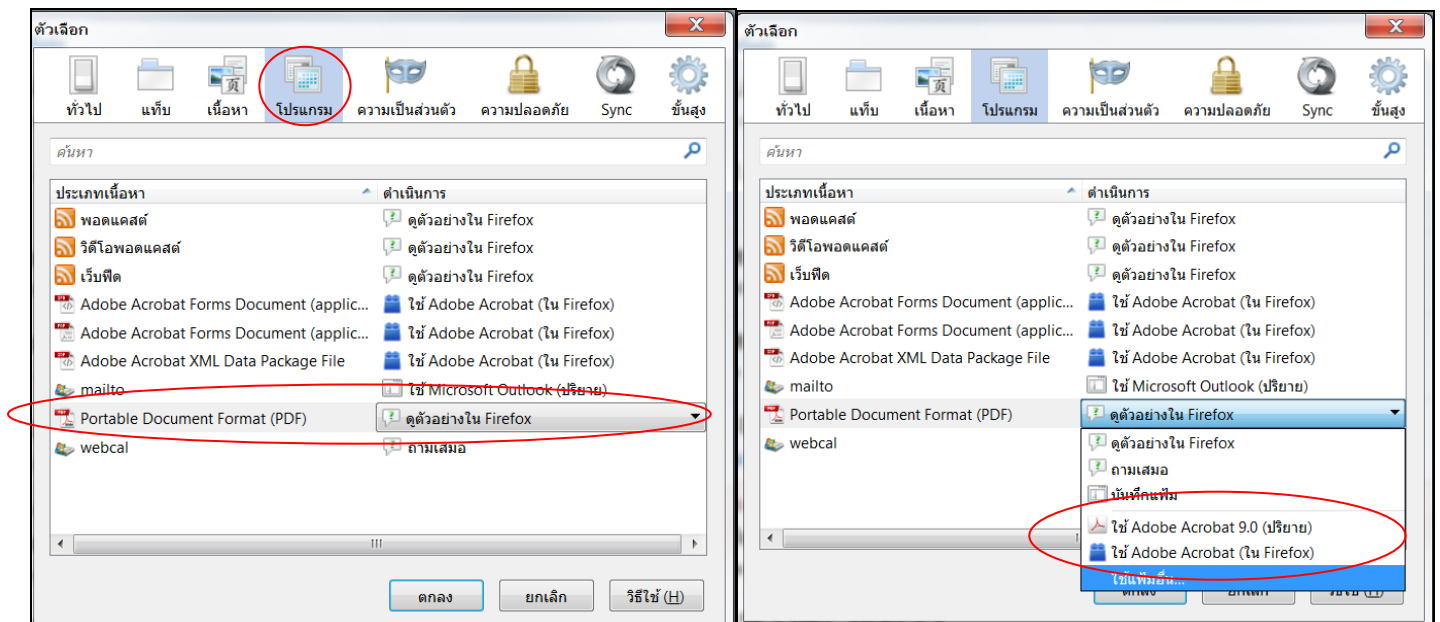 ตัวเลือก
ทั่วไป แท็บ เนื้อหา โปรแกรม ความเป็นส่วนตัว ความปลอดภัย Sync ขั้นสูง
ค้นหา
ประเภทเนื้อหา ดำเนินการ
พอดแคสต์ ดูตัวอย่างใน Firefox
วิดีโอพอดแคสต์ ดูตัวอย่างใน Firefox
เว็บฟีด ดูตัวอย่างใน Firefox
Adobe Acrobat Forms Document (applic... ใช้ Adobe Acrobat (ใน Firefox)
Adobe Acrobat Forms Document (applic... ใช้ Adobe Acrobat (ใน Firefox)
Adobe Acrobat XML Data Package File ใช้ Adobe Acrobat (ใน Firefox)
mailto ใช้ Microsoft Outlook (ปริยาย)
Portable Document Format (PDF) ดูตัวอย่างใน Firefox
webcal ถามเสมอ
ตกลง ยกเลิก วิธีใช้ (H)
ตัวเลือก
ทั่วไป แท็บ เนื้อหา โปรแกรม ความเป็นส่วนตัว ความปลอดภัย Sync ขั้นสูง
ค้นหา
ประเภทเนื้อหา ดำเนินการ
พอดแคสต์ ดูตัวอย่างใน Firefox
วิดีโอพอดแคสต์ ดูตัวอย่างใน Firefox
เว็บฟีด ดูตัวอย่างใน Firefox
Adobe Acrobat Forms Document (applic... ใช้ Adobe Acrobat (ใน Firefox)
Adobe Acrobat Forms Document (applic... ใช้ Adobe Acrobat (ใน Firefox)
Adobe Acrobat XML Data Package File ใช้ Adobe Acrobat (ใน Firefox)
mailto ใช้ Microsoft Outlook (ปริยาย)
Portable Document Format (PDF) ดูตัวอย่างใน Firefox
webcal ดูตัวอย่างใน Firefox
ถามเสมอ
บันทึกแฟ้ม
ใช้ Adobe Acrobat 9.0 (ปริยาย)
ใช้ Adobe Acrobat (ใน Firefox)
ใช้แฟ้มอื่น...
ตกลง ยกเลิก วิธีใช้ (H)